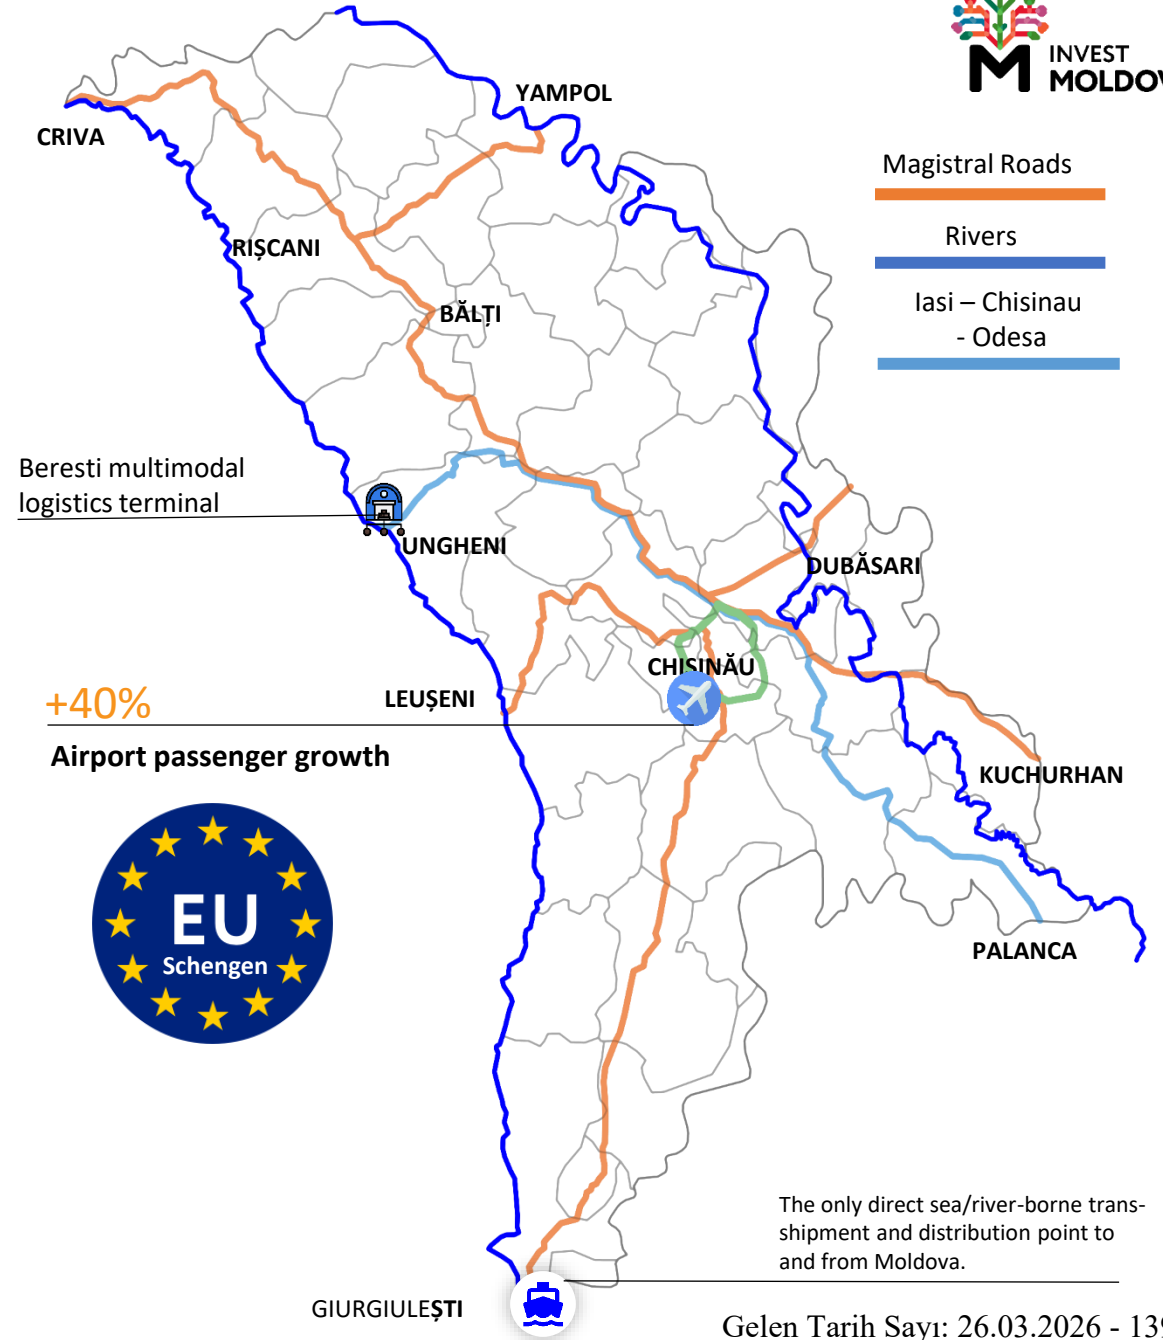 INVEST
YAMPOL
CRIVA
Magistral Roads
RIȘCANI
Rivers
BĂLȚI
Iasi – Chisinau
- Odesa
Beresti multimodal
logistics terminal
UNGHENI
DUBĂSARI
CHIȘINĂU
LEUȘENI
+40%
Airport passenger growth
KUCHURHAN
EU
Schengen
PALANCA
The only direct sea/river-borne trans-
shipment and distribution point to
and from Moldova.
GIURGIULEȘTI
Gelen Tarih Sayı: 26.03.2026 -